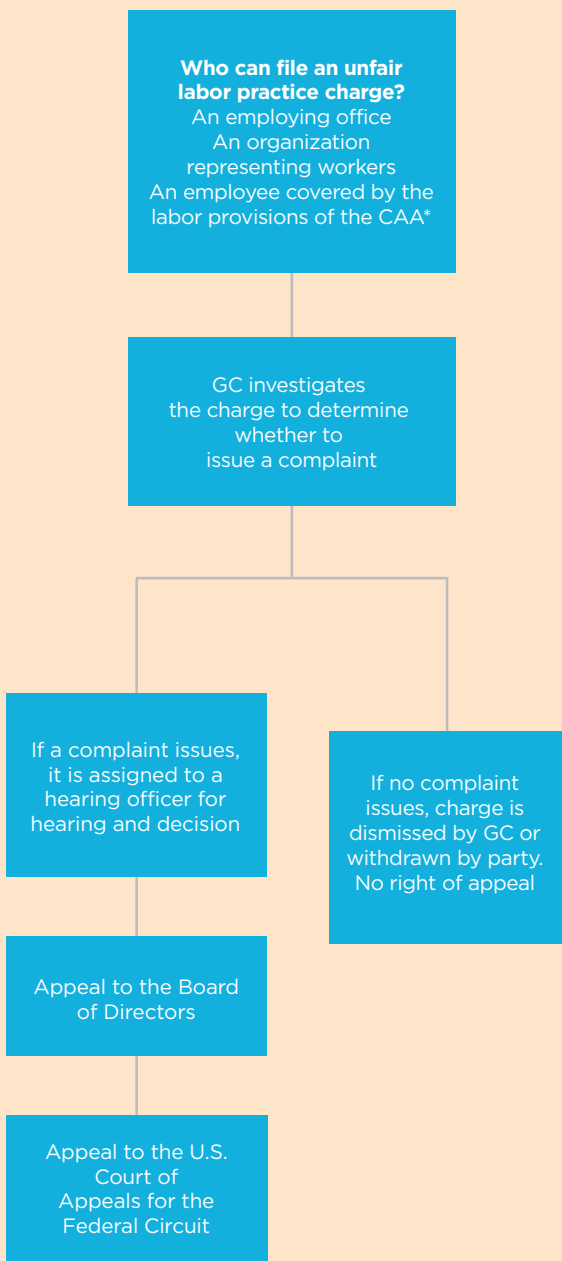 Who can file an unfair
labor practice charge?
An employing office
An organization
representing workers
An employee covered by the
labor provisions of the CAA*
GC investigates
the charge to determine
whether to
issue a complaint
If a complaint issues,
it is assigned to a
hearing officer for
hearing and decision
If no complaint
issues, charge is
dismissed by GC or
withdrawn by party.
No right of appeal
Appeal to the Board
of Directors
Appeal to the U.S.
Court of
Appeals for the
Federal Circuit